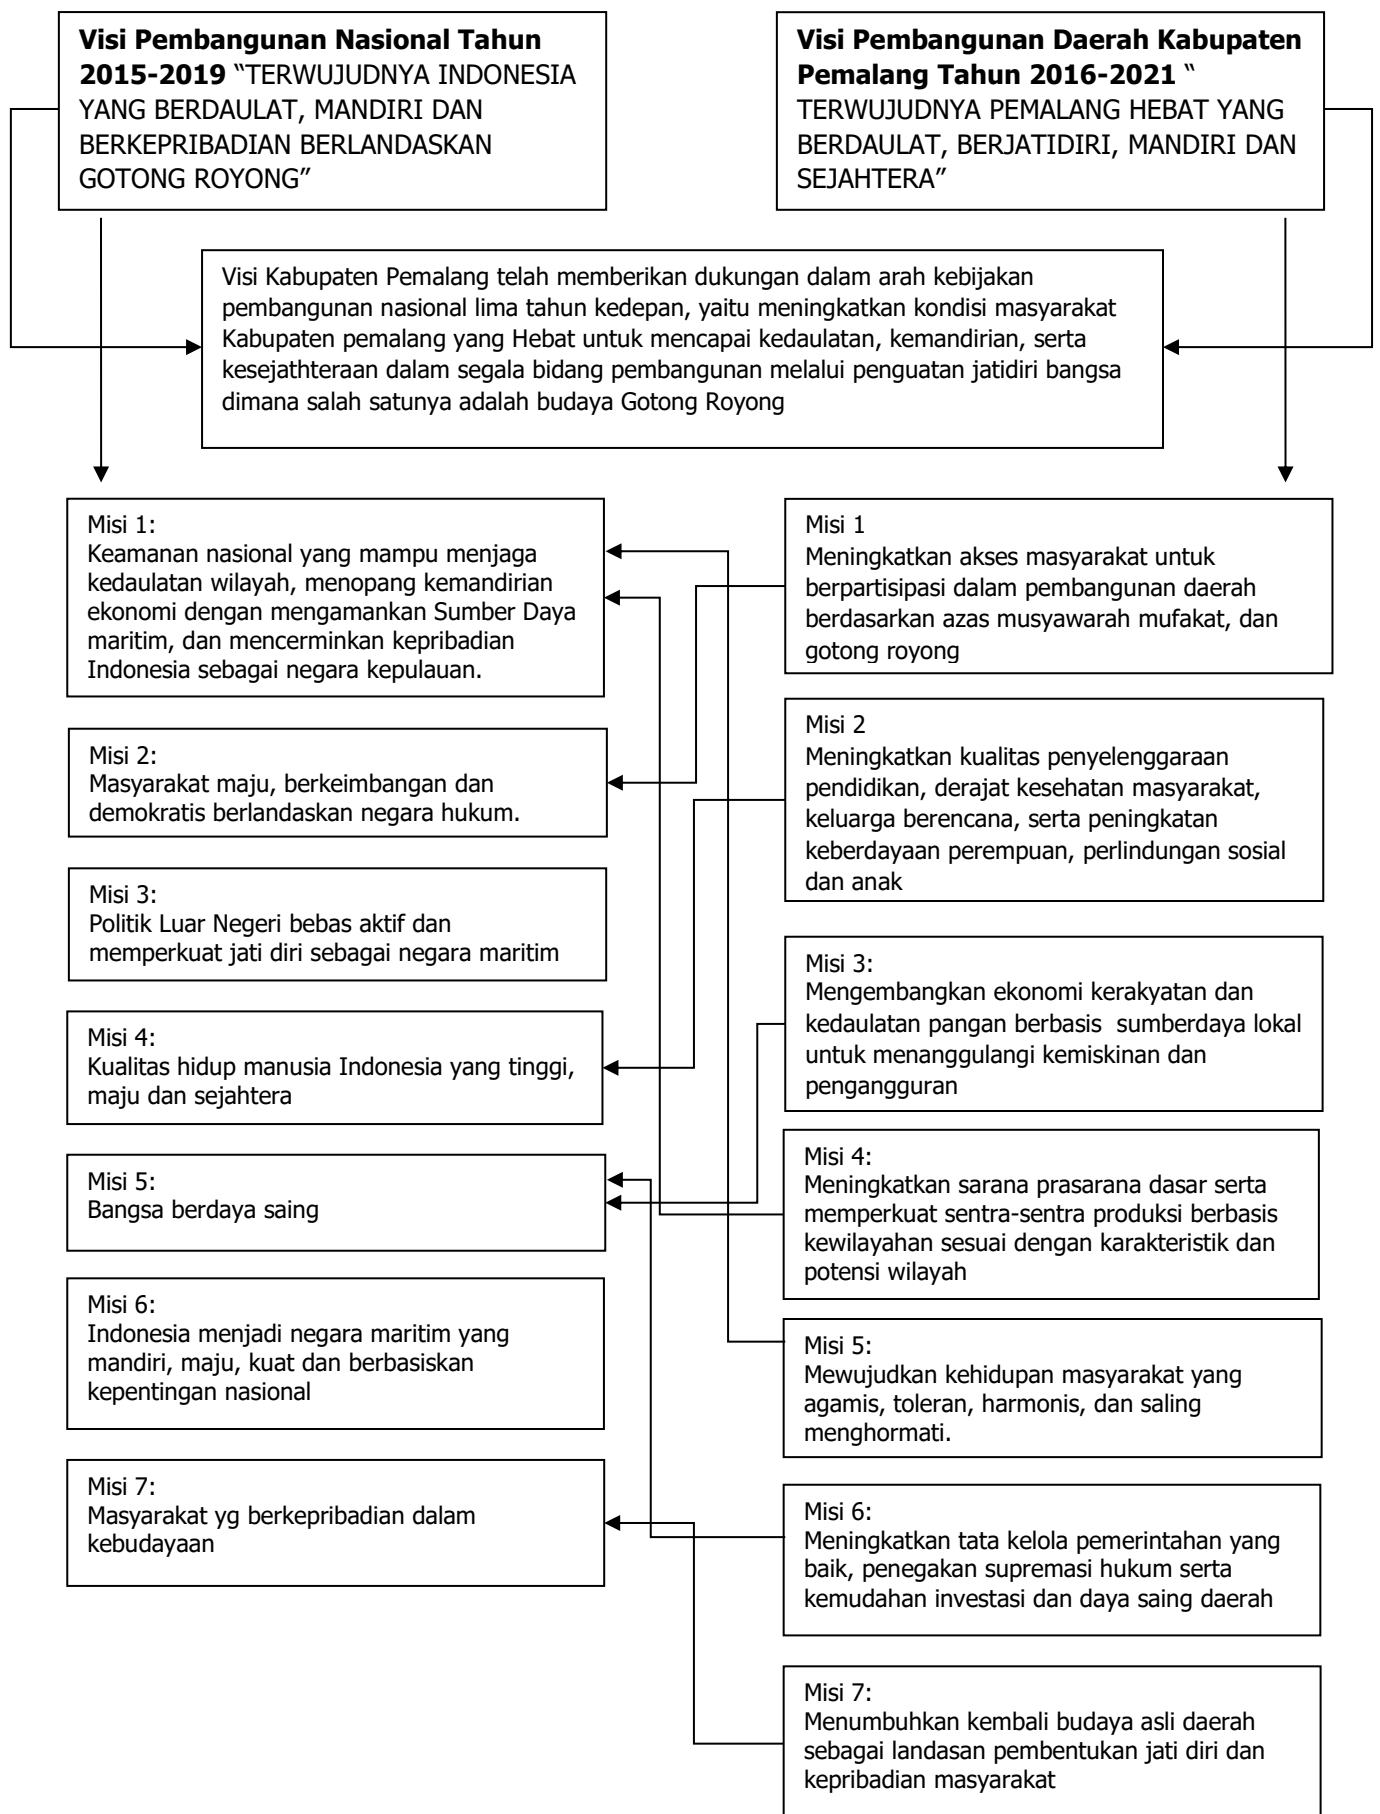 Visi Pembangunan Nasional Tahun
2015-2019 “TERWUJUDNYA INDONESIA
YANG BERDAULAT, MANDIRI DAN
BERKEPRIBADIAN BERLANDASKAN
GOTONG ROYONG”
Visi Pembangunan Daerah Kabupaten
Pemalang Tahun 2016-2021 “
TERWUJUDNYA PEMALANG HEBAT YANG
BERDAULAT, BERJATIDIRI, MANDIRI DAN
SEJAHTERA”
Visi Kabupaten Pemalang telah memberikan dukungan dalam arah kebijakan
pembangunan nasional lima tahun kedepan, yaitu meningkatkan kondisi masyarakat
Kabupaten pemalang yang Hebat untuk mencapai kedaulatan, kemandirian, serta
kesejathteraan dalam segala bidang pembangunan melalui penguatan jatidiri bangsa
dimana salah satunya adalah budaya Gotong Royong
Misi 1:
Keamanan nasional yang mampu menjaga
kedaulatan wilayah, menopang kemandirian
ekonomi dengan mengamankan Sumber Daya
maritim, dan mencerminkan kepribadian
Indonesia sebagai negara kepulauan.
Misi 2:
Masyarakat maju, berkeimbangan dan
demokratis berlandaskan negara hukum.
Misi 3:
Politik Luar Negeri bebas aktif dan
memperkuat jati diri sebagai negara maritim
Misi 4:
Kualitas hidup manusia Indonesia yang tinggi,
maju dan sejahtera
Misi 5:
Bangsa berdaya saing
Misi 6:
Indonesia menjadi negara maritim yang
mandiri, maju, kuat dan berbasiskan
kepentingan nasional
Misi 7:
Masyarakat yg berkepribadian dalam
kebudayaan
Misi 1
Meningkatkan akses masyarakat untuk
berpartisipasi dalam pembangunan daerah
berdasarkan azas musyawarah mufakat, dan
gotong royong
Misi 2
Meningkatkan kualitas penyelenggaraan
pendidikan, derajat kesehatan masyarakat,
keluarga berencana, serta peningkatan
keberdayaan perempuan, perlindungan sosial
dan anak
Misi 3:
Mengembangkan ekonomi kerakyatan dan
kedaulatan pangan berbasis  sumberdaya lokal
untuk menanggulangi kemiskinan dan
pengangguran
Misi 4:
Meningkatkan sarana prasarana dasar serta
memperkuat sentra-sentra produksi berbasis
kewilayahan sesuai dengan karakteristik dan
potensi wilayah
Misi 5:
Mewujudkan kehidupan masyarakat yang
agamis, toleran, harmonis, dan saling
menghormati.
Misi 6:
Meningkatkan tata kelola pemerintahan yang
baik, penegakan supremasi hukum serta
kemudahan investasi dan daya saing daerah
Misi 7:
Menumbuhkan kembali budaya asli daerah
sebagai landasan pembentukan jati diri dan
kepribadian masyarakat